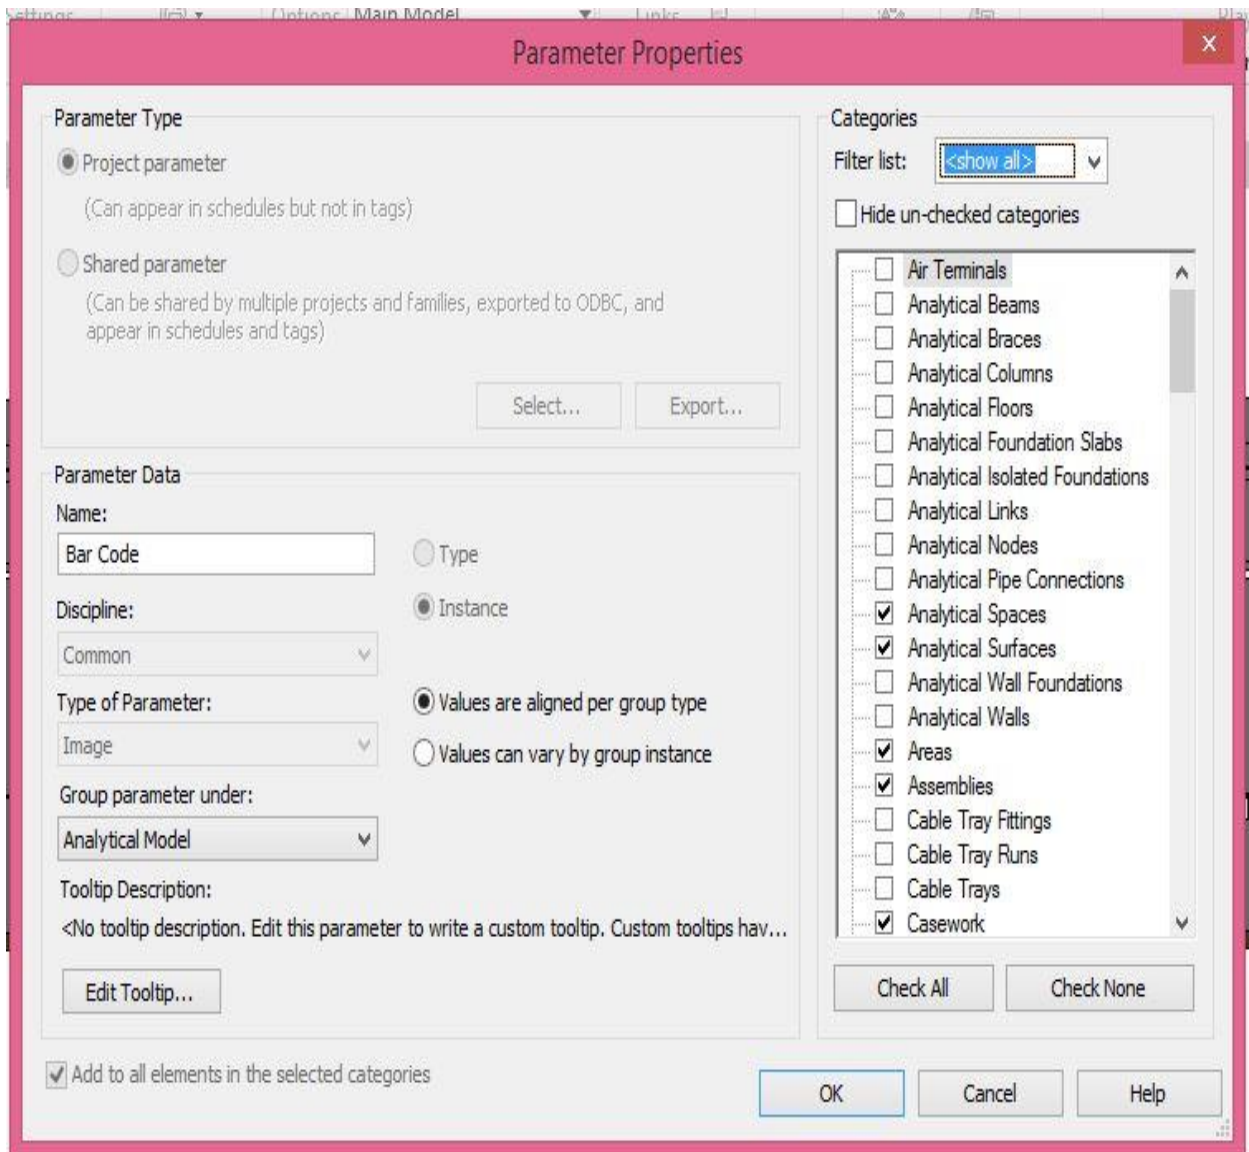 Settings Options Main Model Links
Parameter Properties
x
Parameter Type
Project parameter
(Can appear in schedules but not in tags)
Shared parameter
(Can be shared by multiple projects and families, exported to ODBC, and
appear in schedules and tags)
Select...
Export...
Parameter Data
Name:
Bar Code
Type
Discipline:
Instance
Common
Type of Parameter:
Values are aligned per group type
Image
Values can vary by group instance
Group parameter under:
Analytical Model
Tooltip Description:
<No tooltip description. Edit this parameter to write a custom tooltip. Custom tooltips hav...
Edit Tooltip...
Add to all elements in the selected categories
Categories
Filter list:
<show all>
Hide un-checked categories
Air Terminals
Analytical Beams
Analytical Braces
Analytical Columns
Analytical Floors
Analytical Foundation Slabs
Analytical Isolated Foundations
Analytical Links
Analytical Nodes
Analytical Pipe Connections
Analytical Spaces
Analytical Surfaces
Analytical Wall Foundations
Analytical Walls
Areas
Assemblies
Cable Tray Fittings
Cable Tray Runs
Cable Trays
Casework
Check All
Check None
OK
Cancel
Help